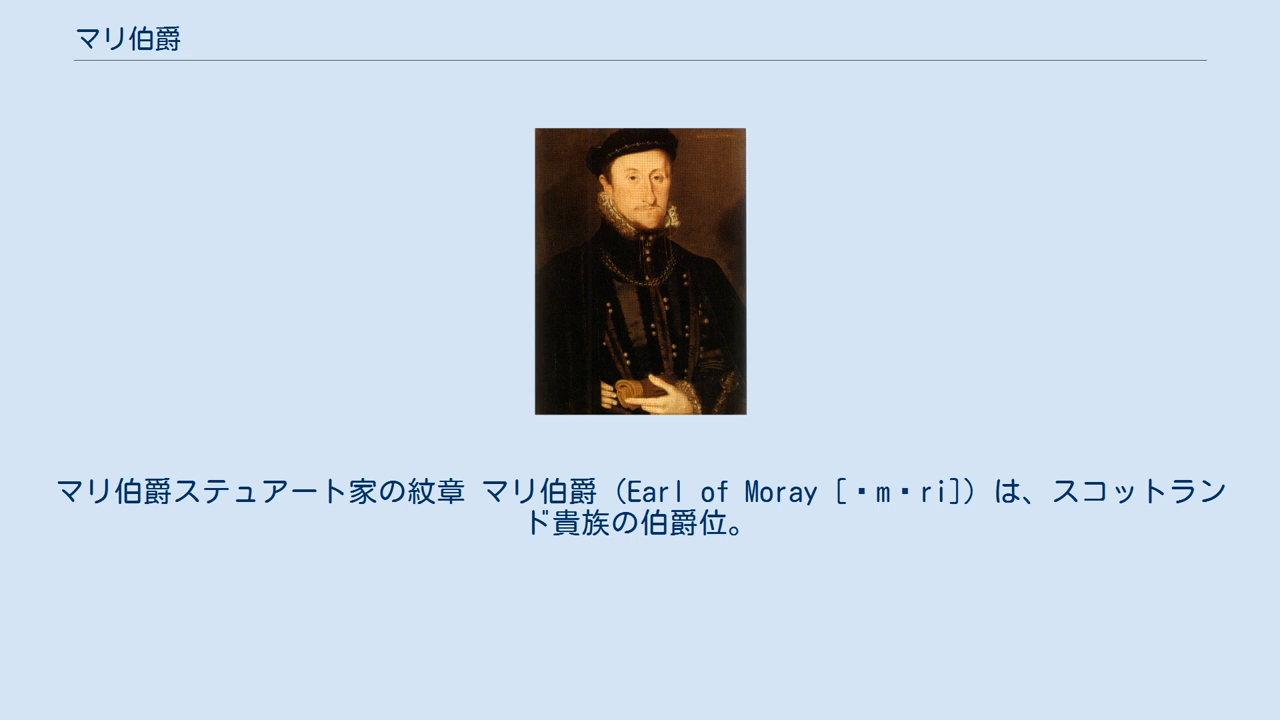 マリ伯爵
マリ伯爵ステュアート家の紋章 マリ伯爵（Earl of Moray [▪m▪ri]）は、スコットラン
ド貴族の伯爵位。